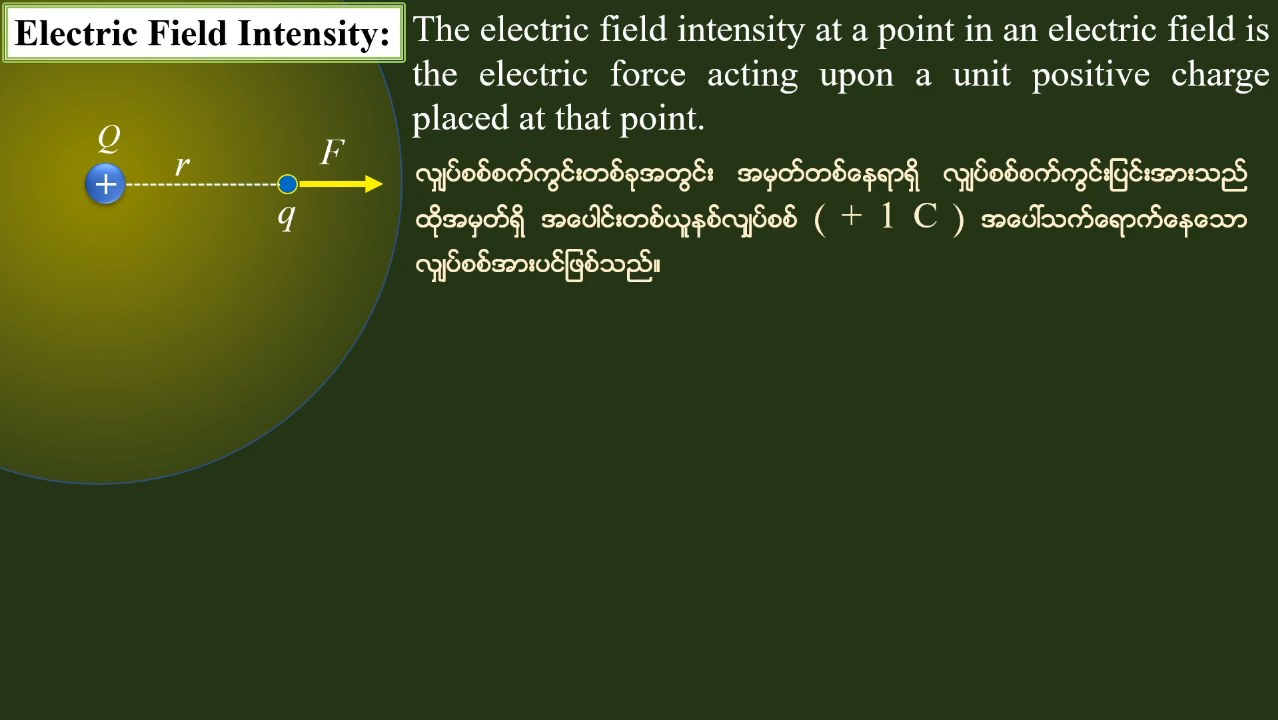 Electric Field Intensity:
The electric field intensity at a point in an electric field is
the electric force acting upon a unit positive charge
placed at that point.
လျှပ်စစ်စက်ကွင်းတစ်ခုအတွင်း အမှတ်တစ်နေရာရှိ လျှပ်စစ်စက်ကွင်းပြင်းအားသည်
ထိုအမှတ်ရှိ အပေါင်းတစ်ယူနစ်လျှပ်စစ် ( + 1 C ) အပေါ်သက်ရောက်နေသော
လျှပ်စစ်အားပင်ဖြစ်သည်။
Q
r
F
+
q